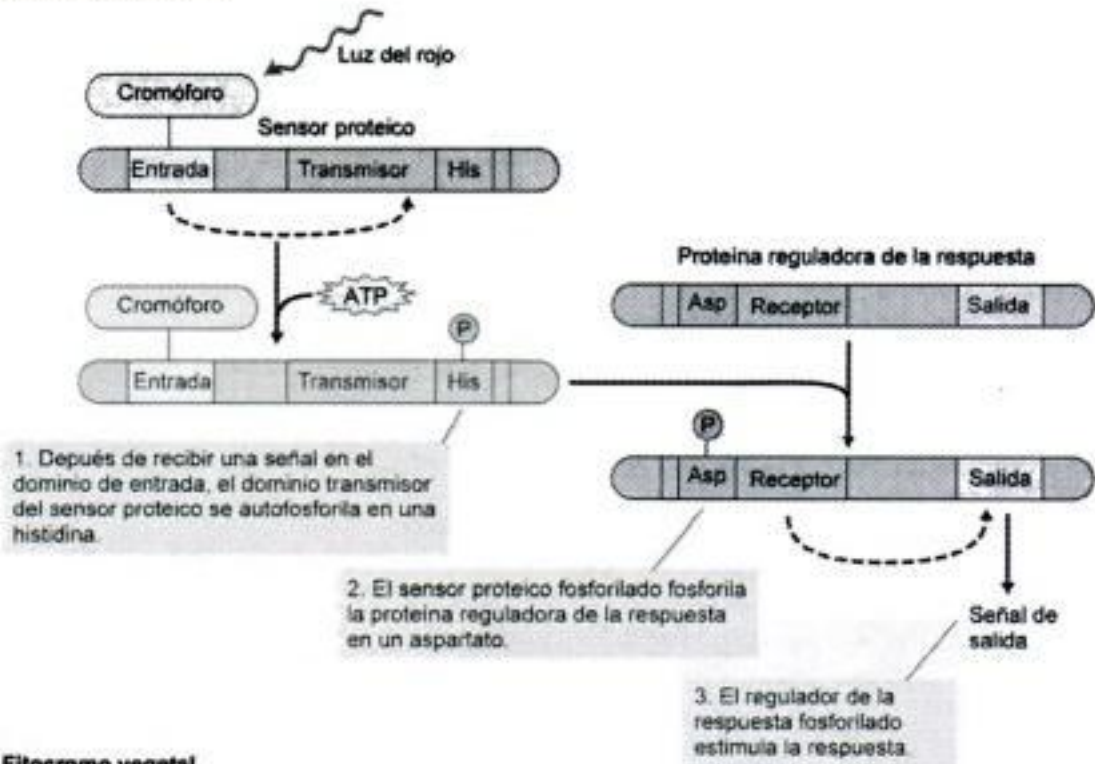 Luz del rojo
Cromóforo
Sensor proteico
Entrada Transmisor His
Proteína reguladora de la respuesta
Cromóforo
ATP
Asp Receptor Salida
P
Entrada Transmisor His
P
1. Depués de recibir una señal en el
dominio de entrada, el dominio transmisor
del sensor proteico se autofosforila en una
histidina.
Asp Receptor Salida
2. El sensor proteico fosforilado fosforila
la proteína reguladora de la respuesta
en un aspartato.
Señal de
salida
3. El regulador de la
respuesta fosforilado
estimula la respuesta.
Fitocromo vegetal